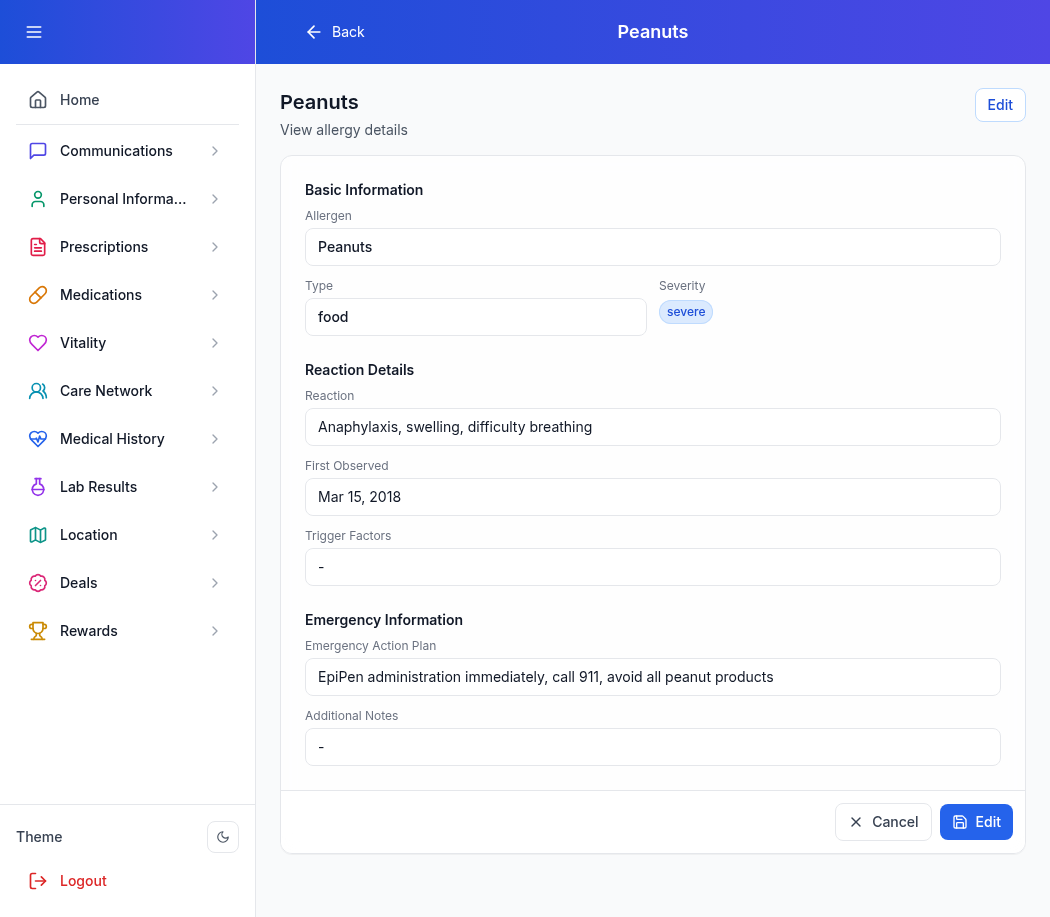 Back
Peanuts
Home
Communications
Personal Informa...
Prescriptions
Medications
Vitality
Care Network
Medical History
Lab Results
Location
Deals
Rewards
Theme
Logout
Peanuts
View allergy details
Edit
Basic Information
Allergen
Peanuts
Type
food
Severity
severe
Reaction Details
Reaction
Anaphylaxis, swelling, difficulty breathing
First Observed
Mar 15, 2018
Trigger Factors
-
Emergency Information
Emergency Action Plan
EpiPen administration immediately, call 911, avoid all peanut products
Additional Notes
-
Cancel
Edit